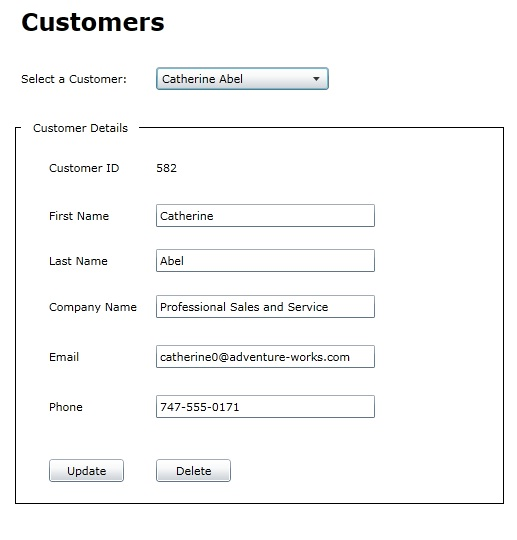 Customers
Select a Customer: Catherine Abel
Customer Details
Customer ID 582
First Name Catherine
Last Name Abel
Company Name Professional Sales and Service
Email catherine0@adventure-works.com
Phone 747-555-0171
Update Delete